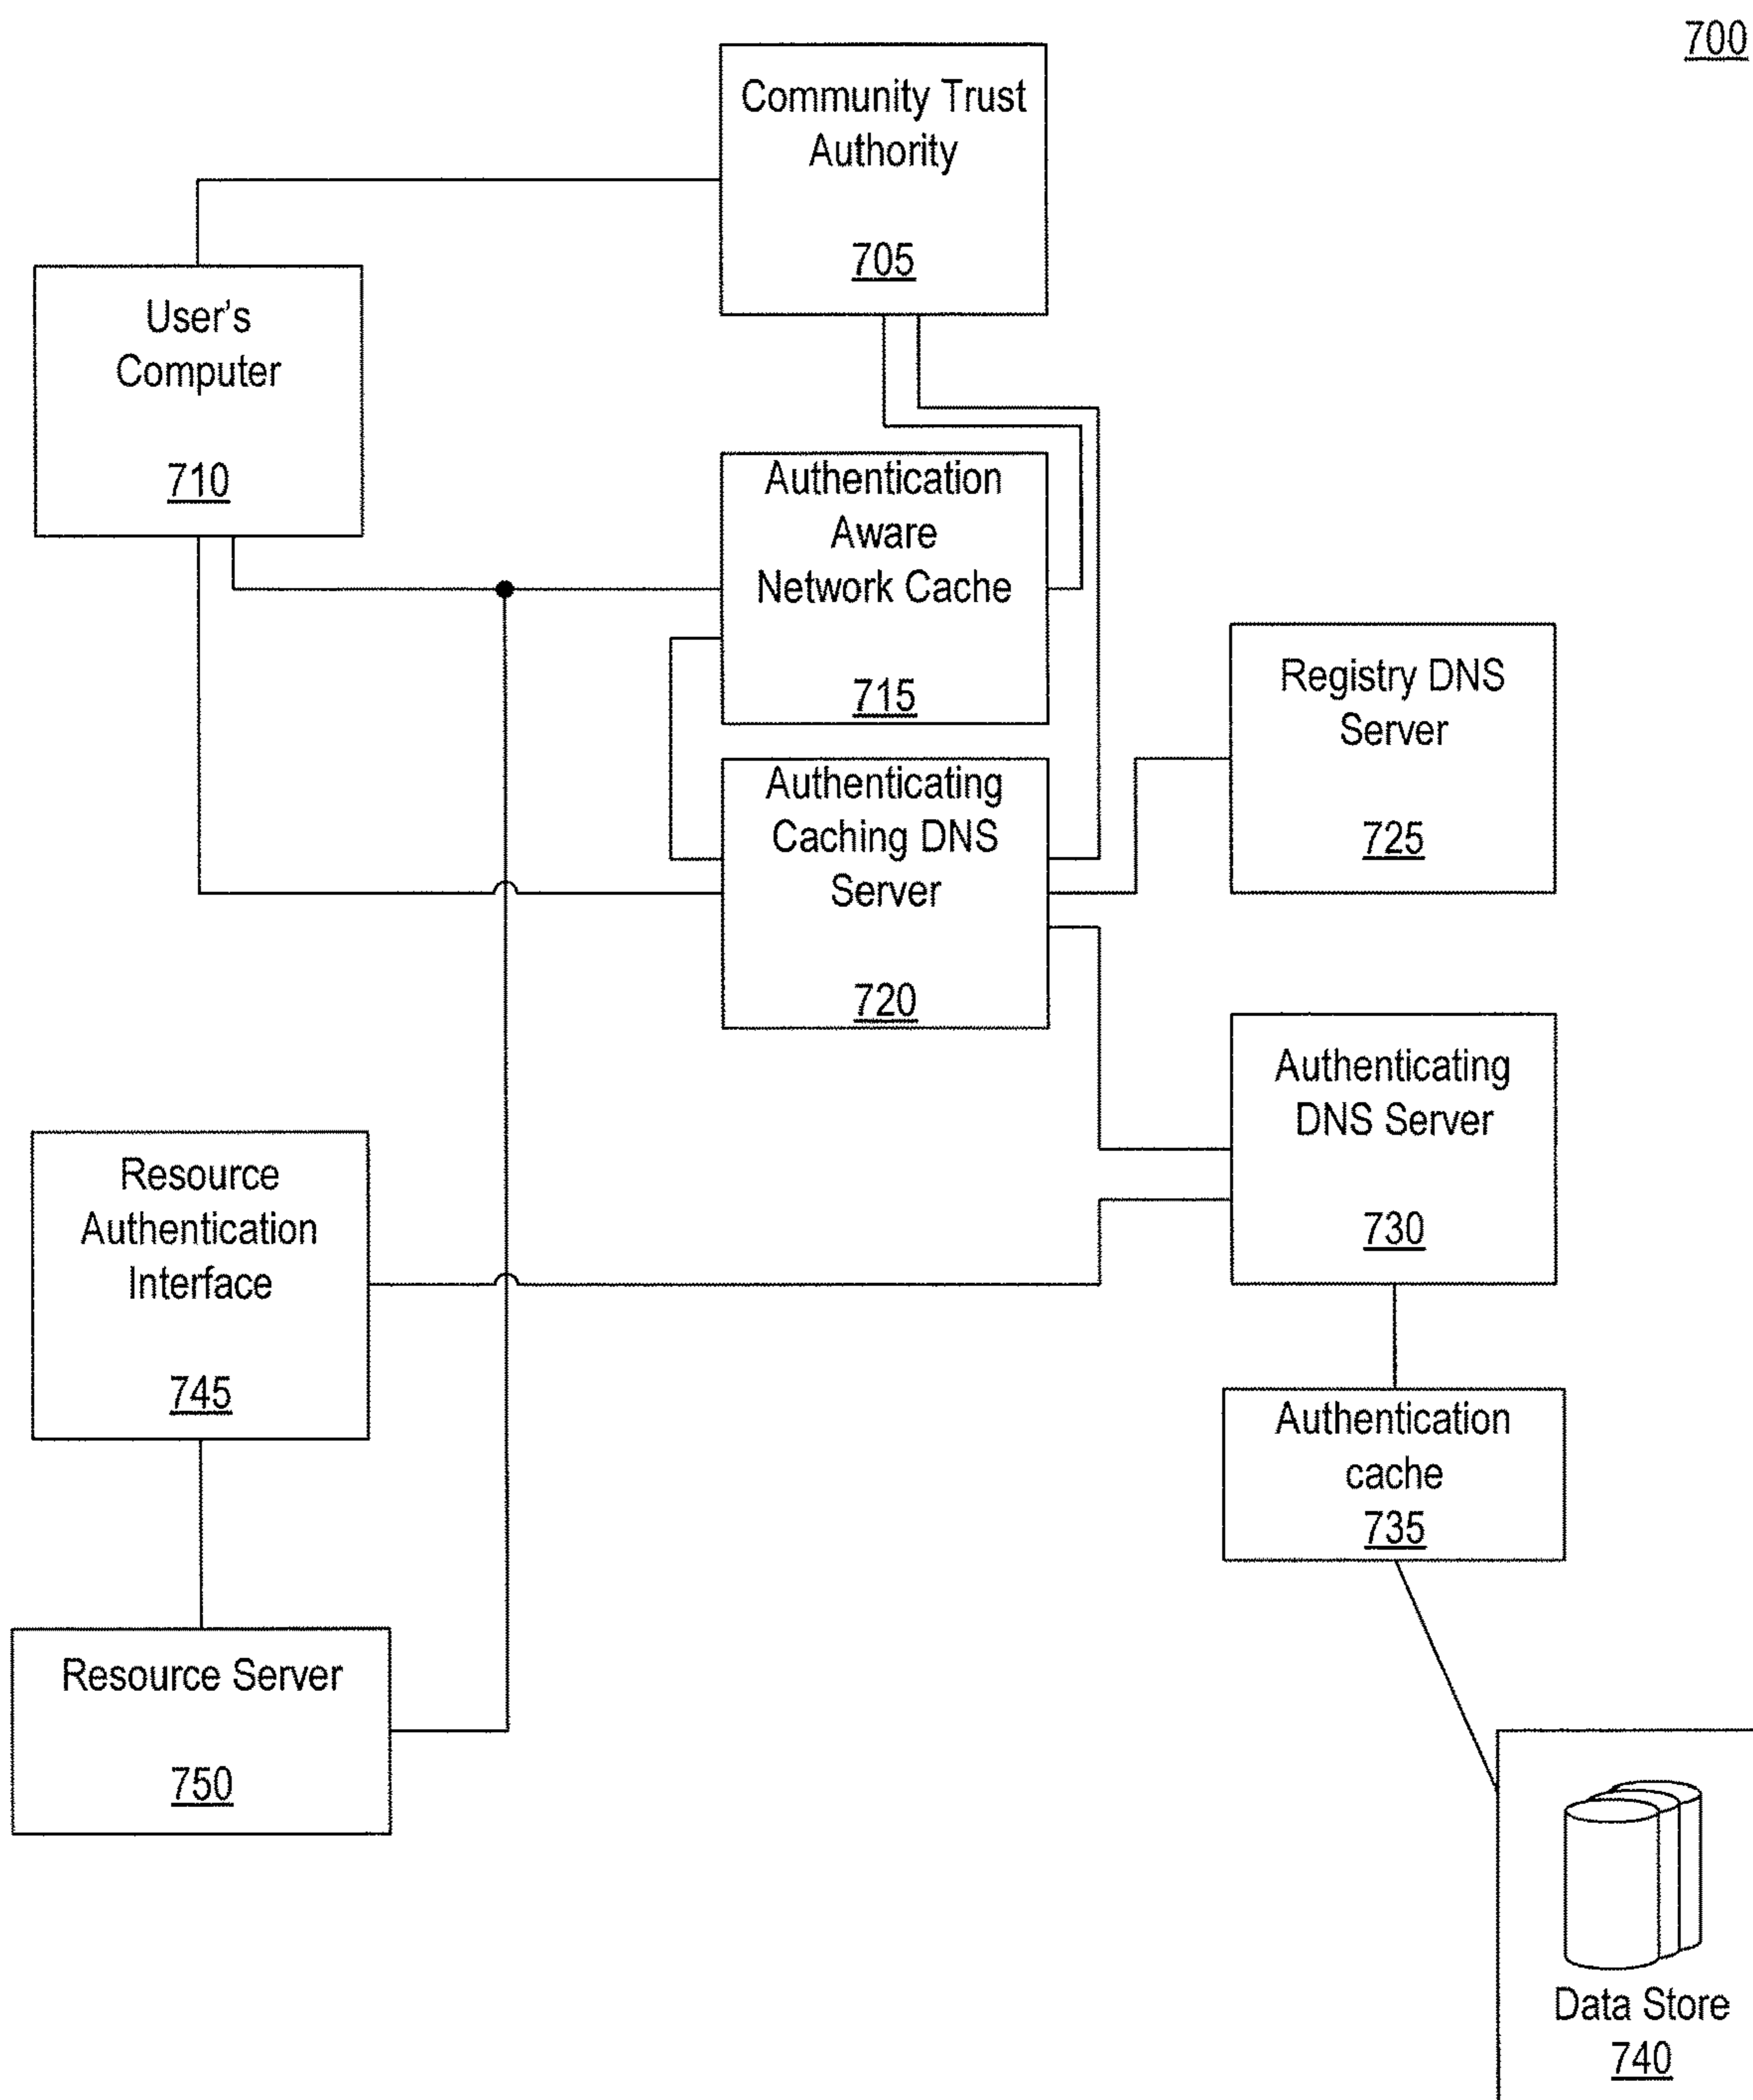 700
Community Trust
Authority
705
User's
Computer
710
Authentication
Aware
Network Cache
715
Registry DNS
Server
725
Authenticating
Caching DNS
Server
720
Authenticating
DNS Server
730
Resource
Authentication
Interface
745
Authentication
cache
735
Resource Server
750
Data Store
740